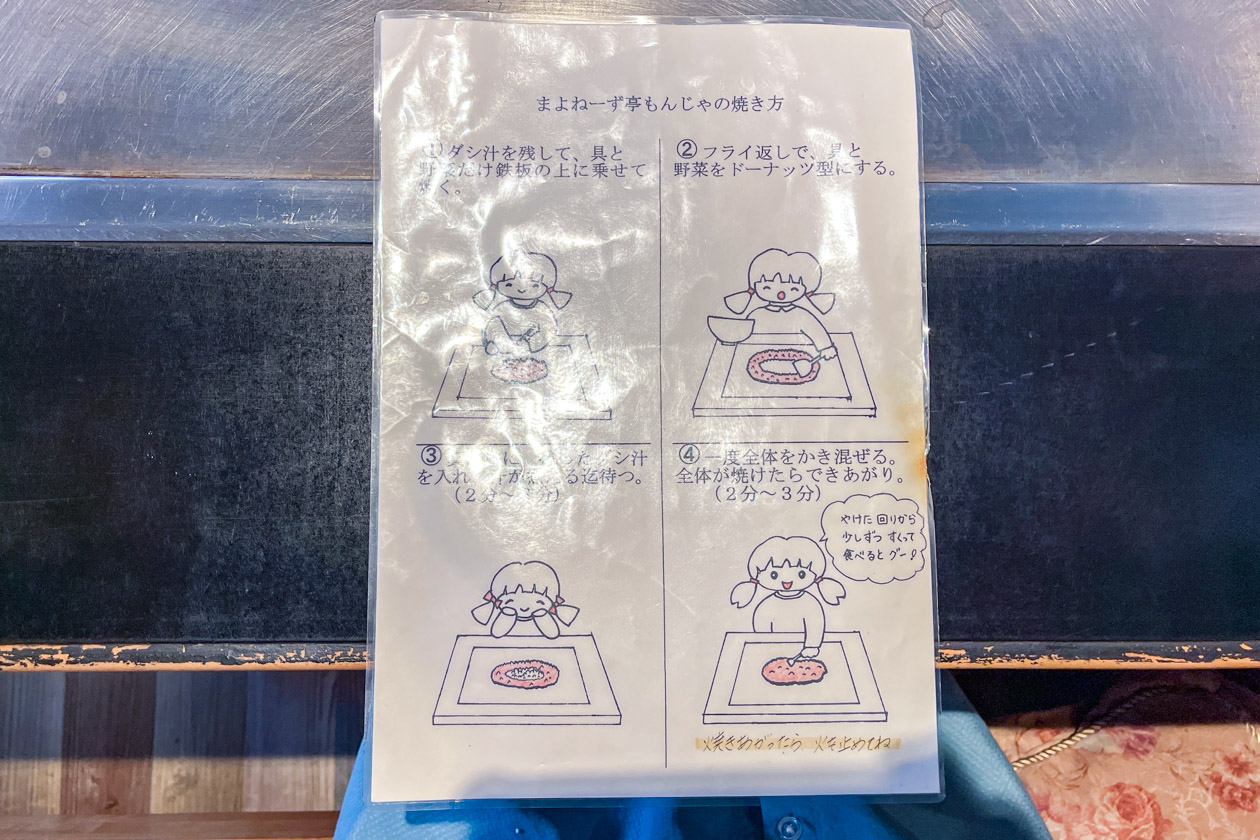 まよねーず亭もんじゃの焼き方
① ダシ汁を残して、具と
野菜だけ鉄板の上に乗せて
焼く。
② フライ返しで、具と
野菜をドーナッツ型にする。
③ シ汁
を入れ る迄待つ。
(2分〜 分)
④ 一度全体をかき混ぜる。
全体が焼けたらできあがり。
(2分〜3分)
やけた回りから
少しずつ すくって
食べると グー!
焼きあがったら 火を止めてね